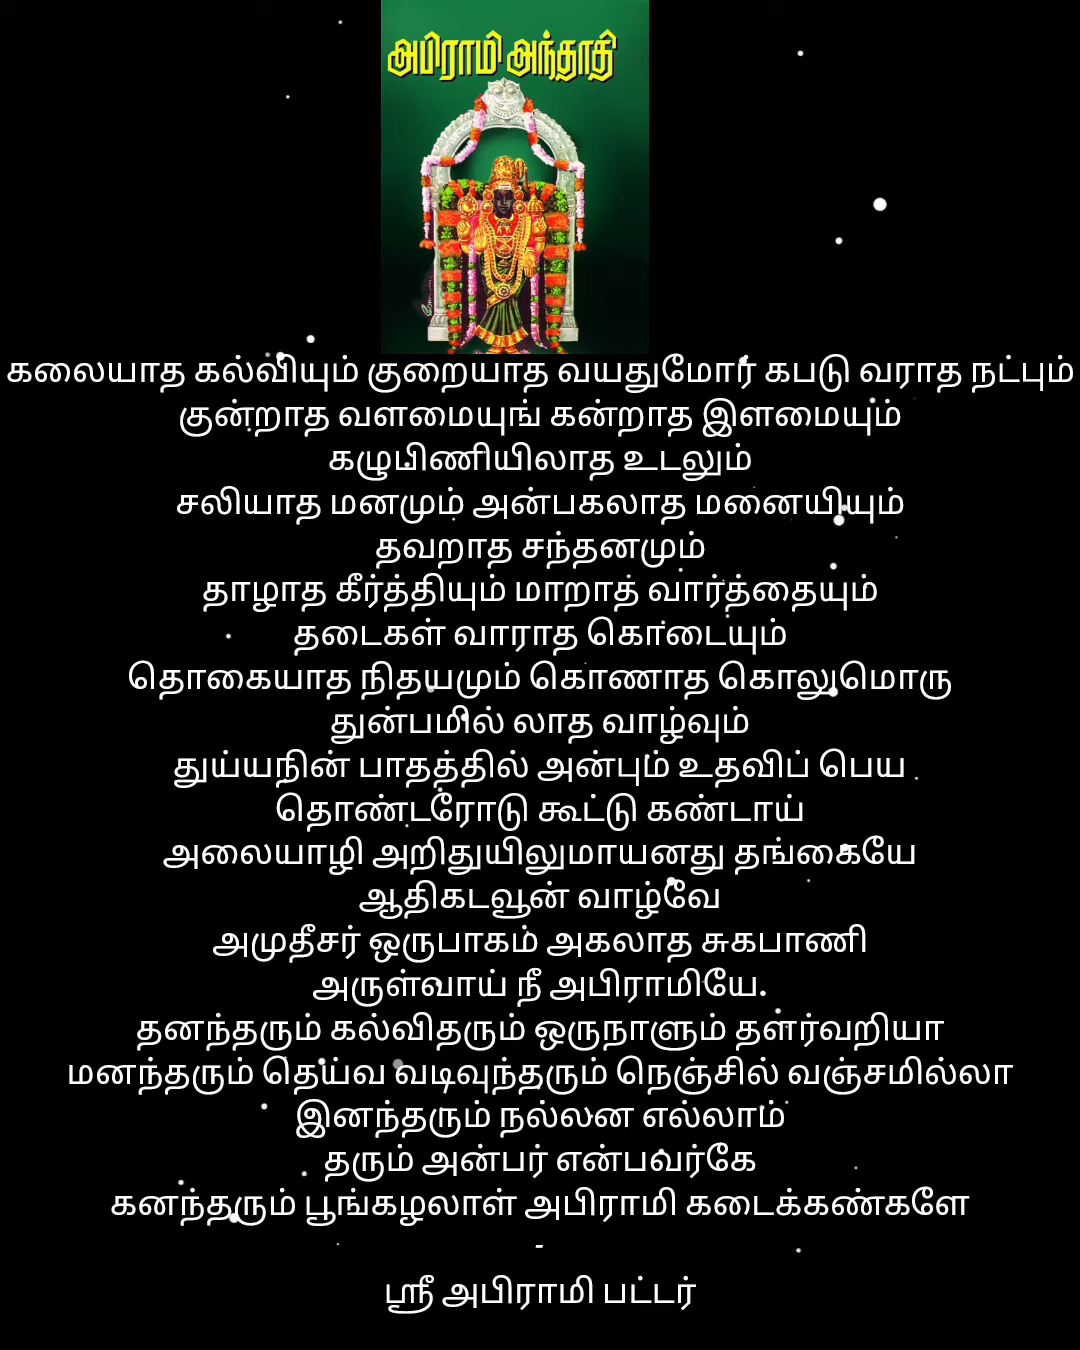 அபிராமி அந்தாதி
கலையாத கல்வியும் குறையாத வயதுமோர் கபடு வராத நட்பும்
குன்றாத வளமையுங் கன்றாத இளமையும்
கழுபிணியிலாத உடலும்
சலியாத மனமும் அன்பகலாத மனையியும்
தவறாத சந்தனமும்
தாழாத கீர்த்தியும் மாறாத் வார்த்தையும்
தடைகள் வாராத கொடையும்
தொகையாத நிதயமும் கொணாத கொலுமொரு
துன்பமில் லாத வாழ்வும்
துய்யநின் பாதத்தில் அன்பும் உதவிப் பெய
தொண்டரோடு கூட்டு கண்டாய்
அலையாழி அறிதுயிலுமாயனது தங்கையே
ஆதிகடவூன் வாழ்வே
அமுதீசர் ஒருபாகம் அகலாத சுகபாணி
அருள்வாய் நீ அபிராமியே.
தனந்தரும் கல்விதரும் ஒருநாளும் தளர்வறியா
மனந்தரும் தெய்வ வடிவுந்தரும் நெஞ்சில் வஞ்சமில்லா
இனந்தரும் நல்லன எல்லாம்
தரும் அன்பர் என்பவர்கே
கனந்தரும் பூங்கழலாள் அபிராமி கடைக்கண்களே
-
ஸ்ரீ அபிராமி பட்டர்